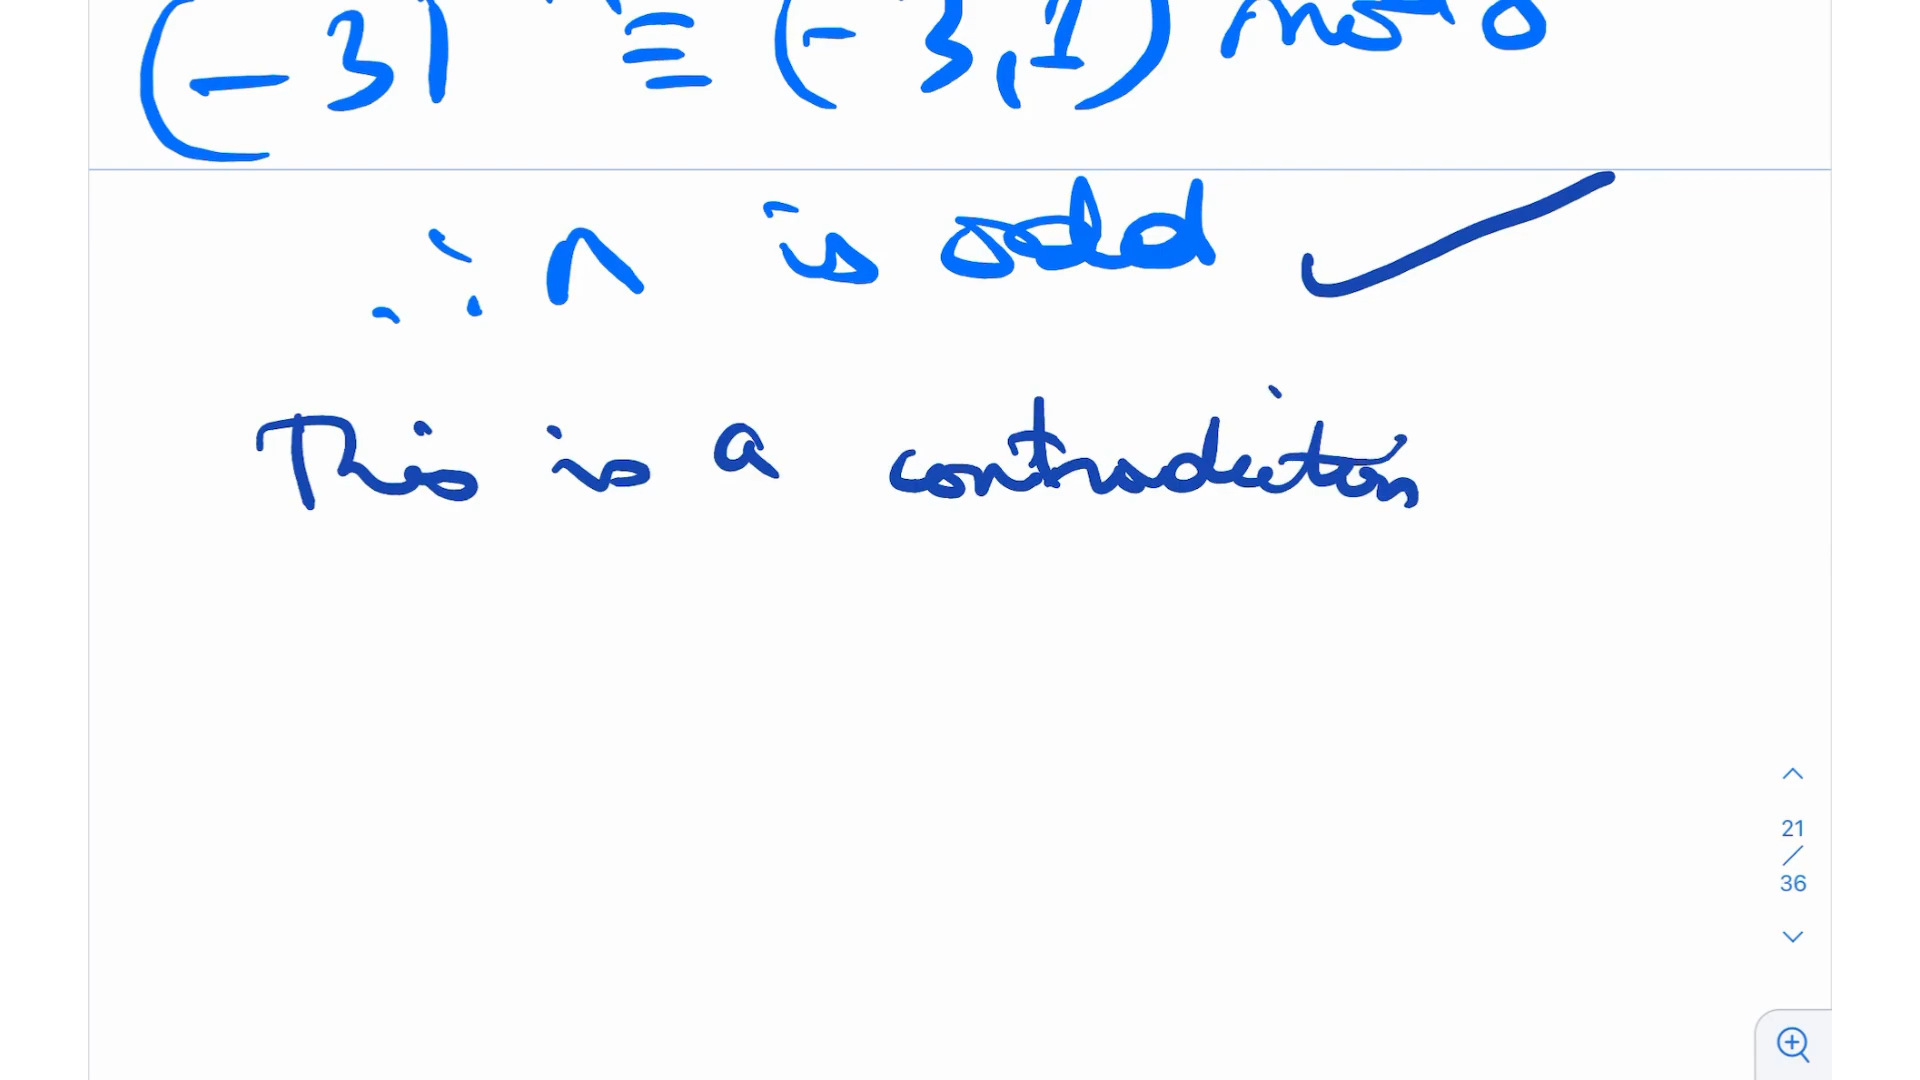 (-3) ≡ (-3,1) mod 8
∴ n is odd ✓
This is a contradiction
21
/
36